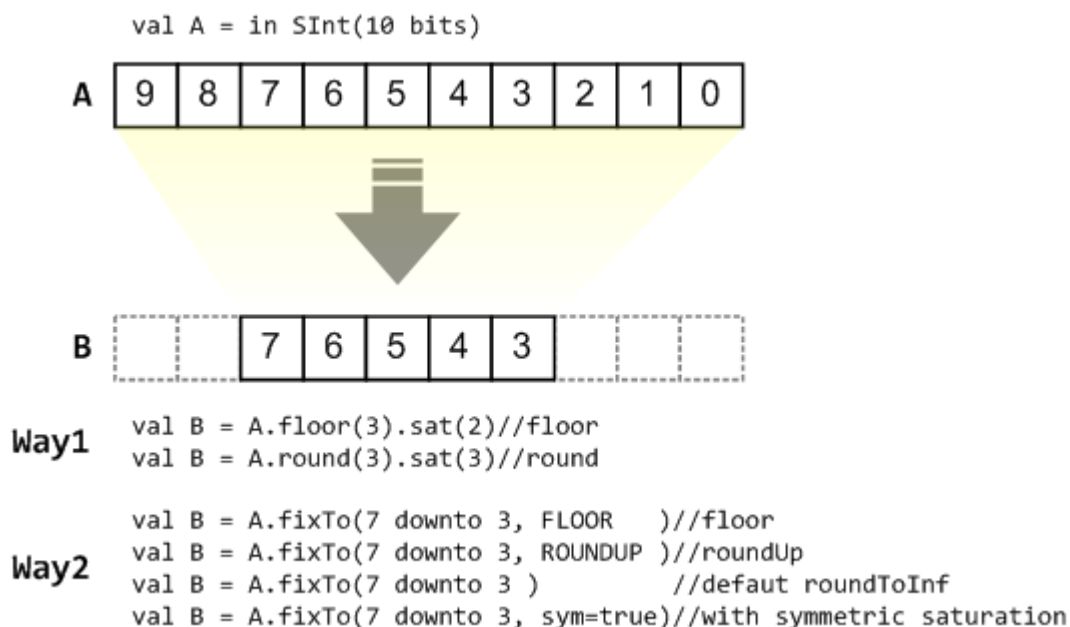 val A = in SInt(10 bits)
A 9 8 7 6 5 4 3 2 1 0
B 7 6 5 4 3
Way1
val B = A.floor(3).sat(2)//floor
val B = A.round(3).sat(3)//round
Way2
val B = A.fixTo(7 downto 3, FLOOR   )//floor
val B = A.fixTo(7 downto 3, ROUNDUP )//roundUp
val B = A.fixTo(7 downto 3 )         //defaut roundToInf
val B = A.fixTo(7 downto 3, sym=true)//with symmetric saturation